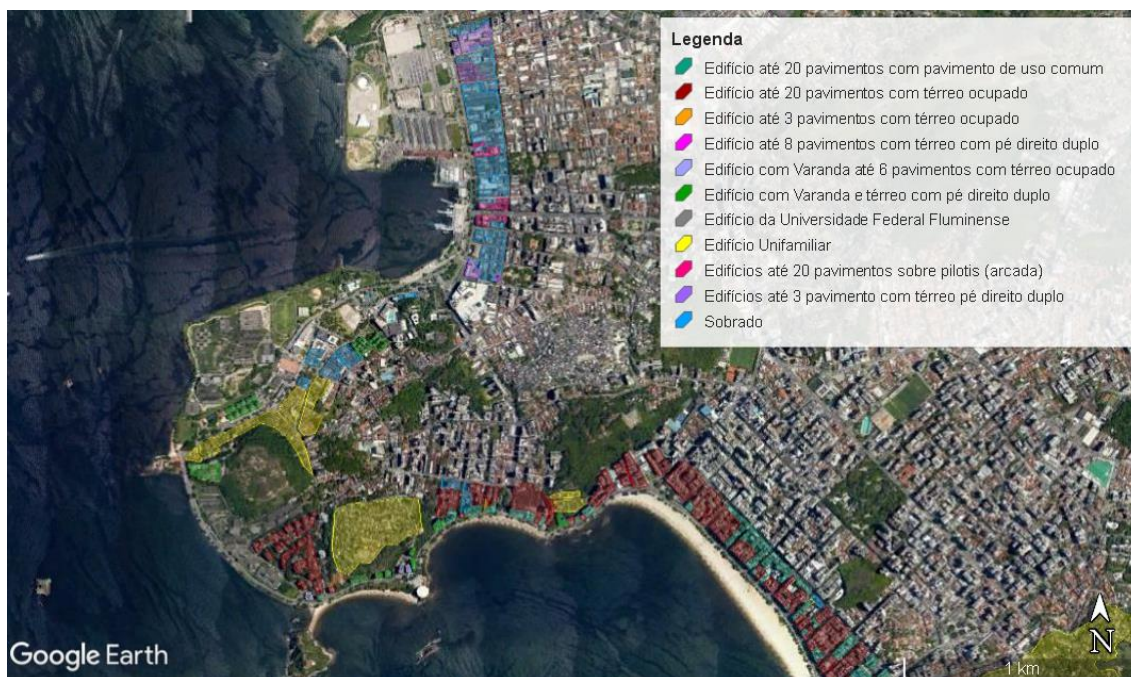 Legenda
Edifício até 20 pavimentos com pavimento de uso comum
Edifício até 20 pavimentos com térreo ocupado
Edifício até 3 pavimentos com térreo ocupado
Edifício até 8 pavimentos com térreo com pé direito duplo
Edifício com Varanda até 6 pavimentos com térreo ocupado
Edifício com Varanda e térreo com pé direito duplo
Edifício da Universidade Federal Fluminense
Edifício Unifamiliar
Edifícios até 20 pavimentos sobre pilotis (arcada)
Edifícios até 3 pavimento com térreo pé direito duplo
Sobrado
N
Google Earth
1 km